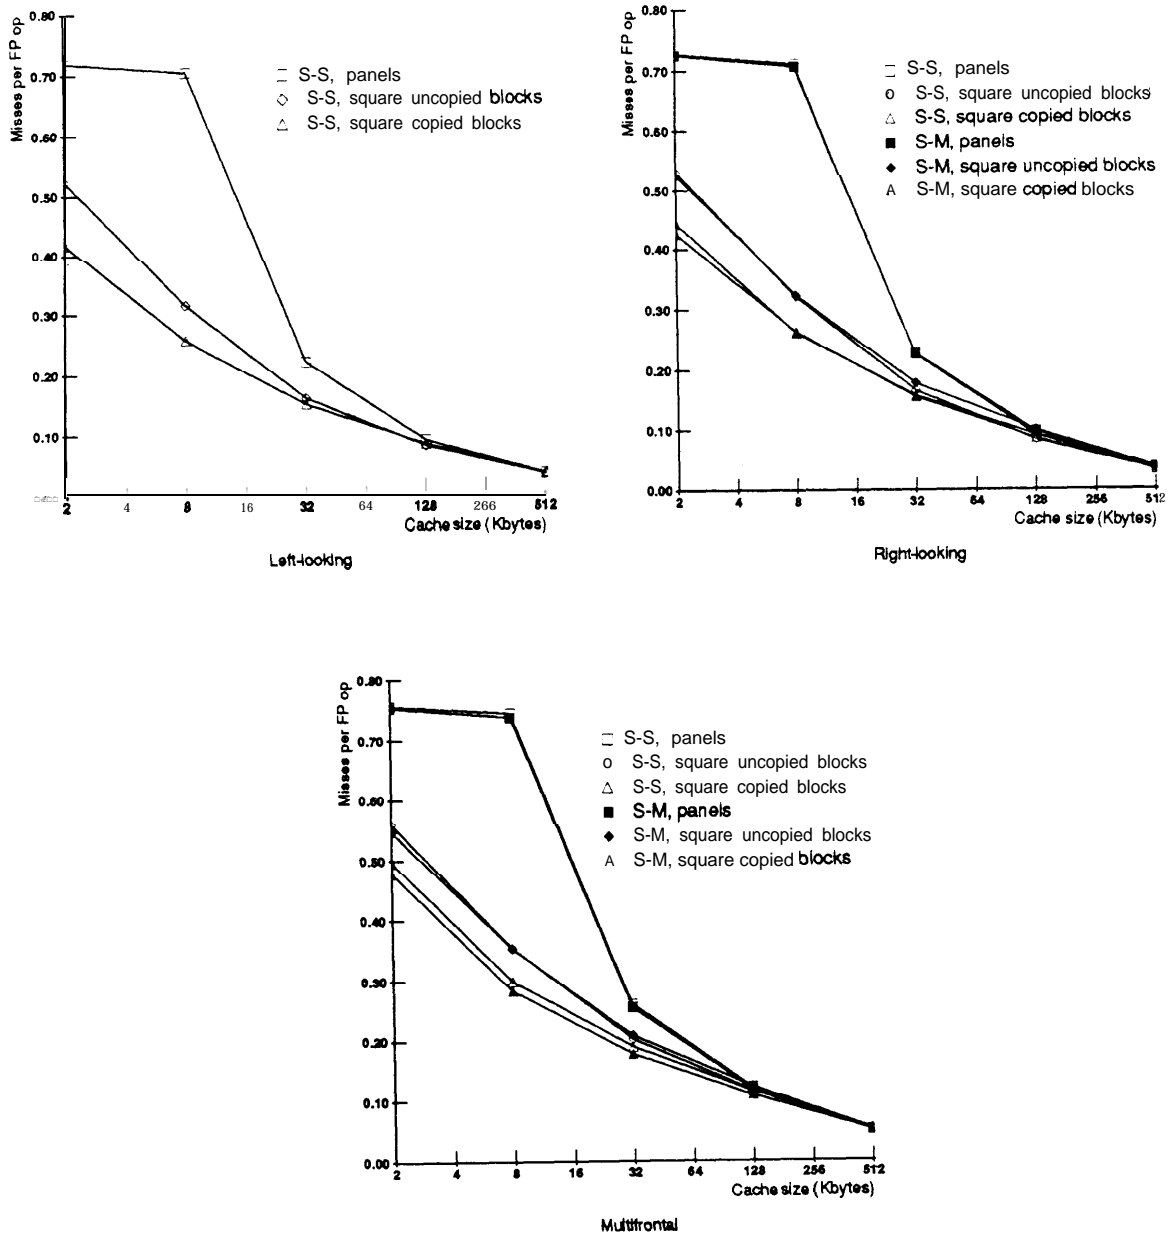 0.80
Misses per FP op
0.70
0.60
0.50
0.40
0.30
0.20
0.10
2 4 8 16 32 64 128 266 512
Cache size (Kbytes)
S-S, panels
S-S, square uncopied blocks
S-S, square copied blocks
Left-looking
0.80
Misses per FP op
0.70
0.60
0.50
0.40
0.30
0.20
0.10
0.00
2 4 8 16 32 64 128 256 512
Cache size (Kbytes)
S-S, panels
S-S, square uncopied blocks
S-S, square copied blocks
S-M, panels
S-M, square uncopied blocks
S-M, square copied blocks
Right-looking
0.80
Misses per FP op
0.70
0.60
0.50
0.40
0.30
0.20
0.10
0.00
2 4 8 16 32 64 128 256 512
Cache size (Kbytes)
S-S, panels
S-S, square uncopied blocks
S-S, square copied blocks
S-M, panels
S-M, square uncopied blocks
S-M, square copied blocks
Multifrontal